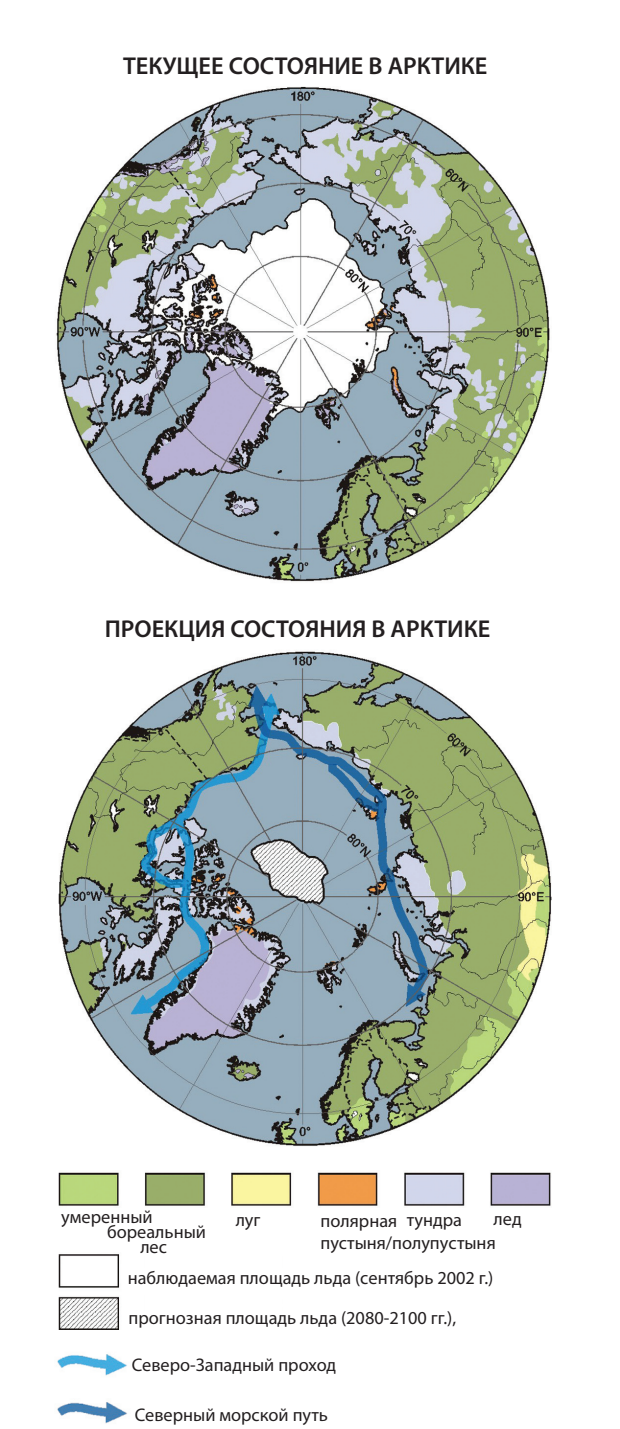 ТЕКУЩЕЕ СОСТОЯНИЕ В АРКТИКЕ
180°
60°N
70°
80°N
90°W
90°E
0°
ПРОЕКЦИЯ СОСТОЯНИЯ В АРКТИКЕ
180°
60°N
70°
80°N
90°W
90°E
0°
умеренный
бореальный
лес
луг
полярная
пустыня/полупустыня
тундра
лед
наблюдаемая площадь льда (сентябрь 2002 г.)
прогнозная площадь льда (2080-2100 гг.),
Северо-Западный проход
Северный морской путь